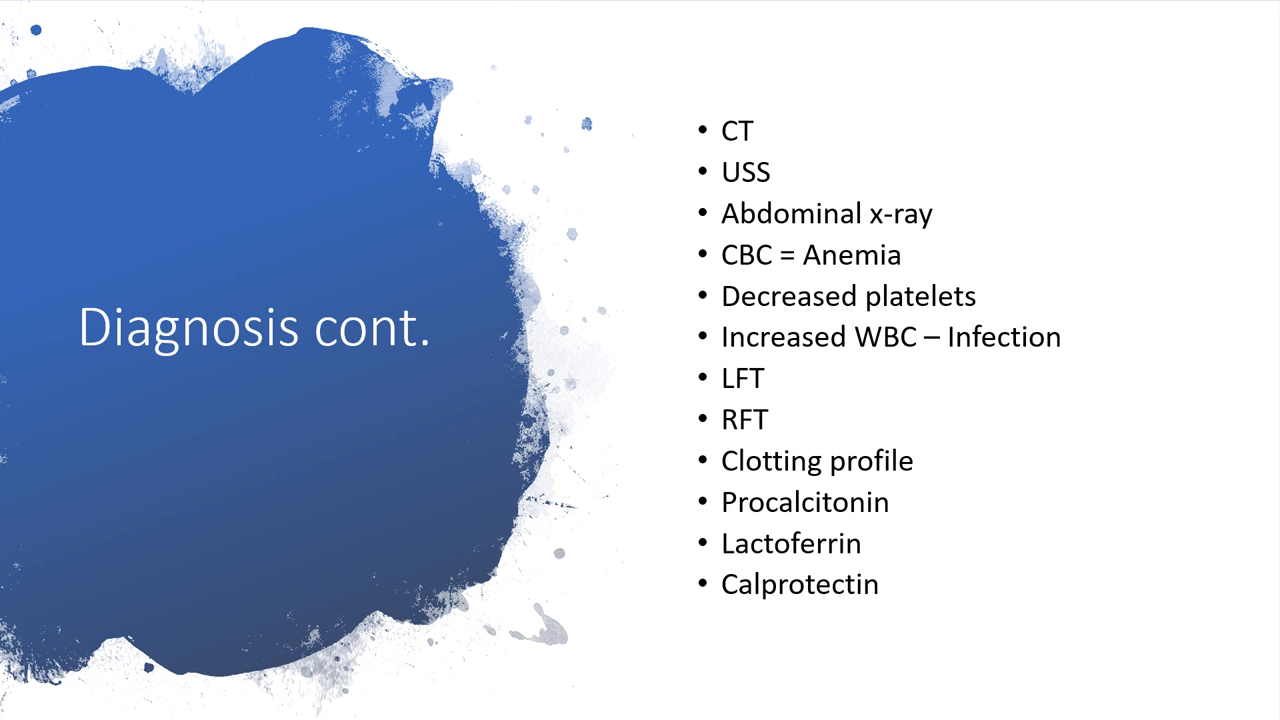 Diagnosis cont.
• CT
• USS
• Abdominal x-ray
• CBC = Anemia
• Decreased platelets
• Increased WBC – Infection
• LFT
• RFT
• Clotting profile
• Procalcitonin
• Lactoferrin
• Calprotectin